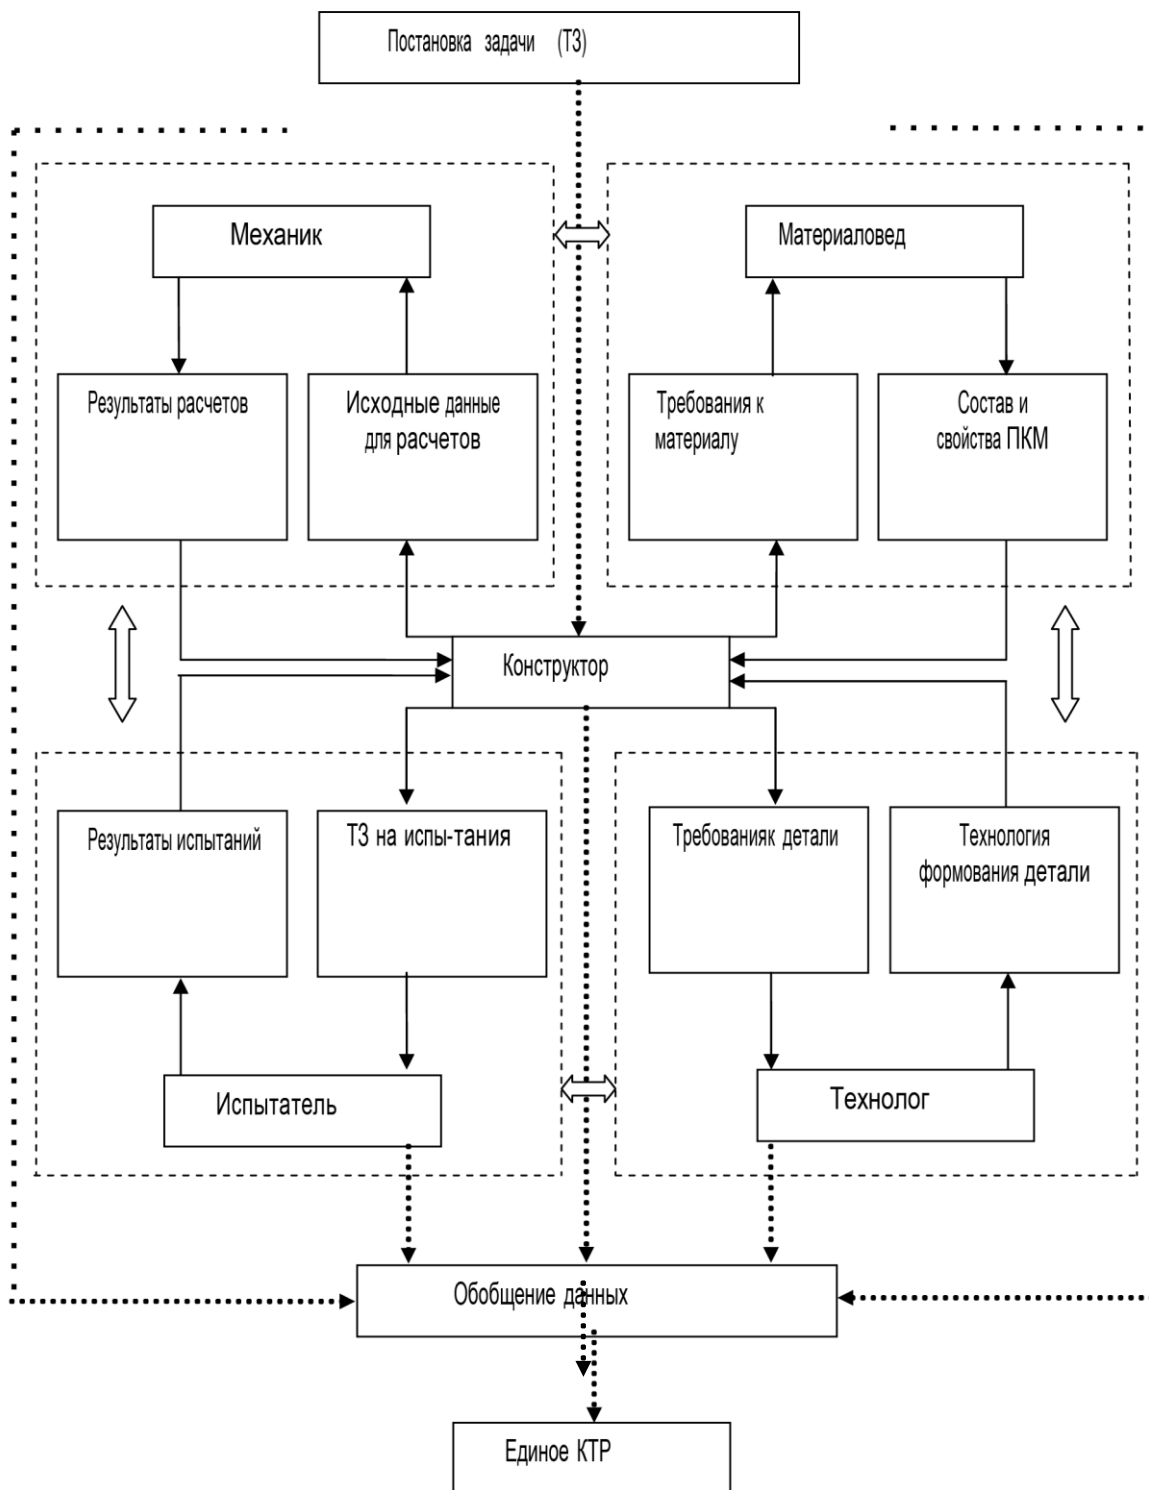 Постановка задачи (ТЗ)
Механик
Материаловед
Результаты расчетов
Исходные данные
для расчетов
Требования к
материалу
Состав и
свойства ПКМ
Конструктор
Результаты испытаний
ТЗ на испы-тания
Требованияк детали
Технология
формования детали
Испытатель
Технолог
Обобщение данных
Единое КТР